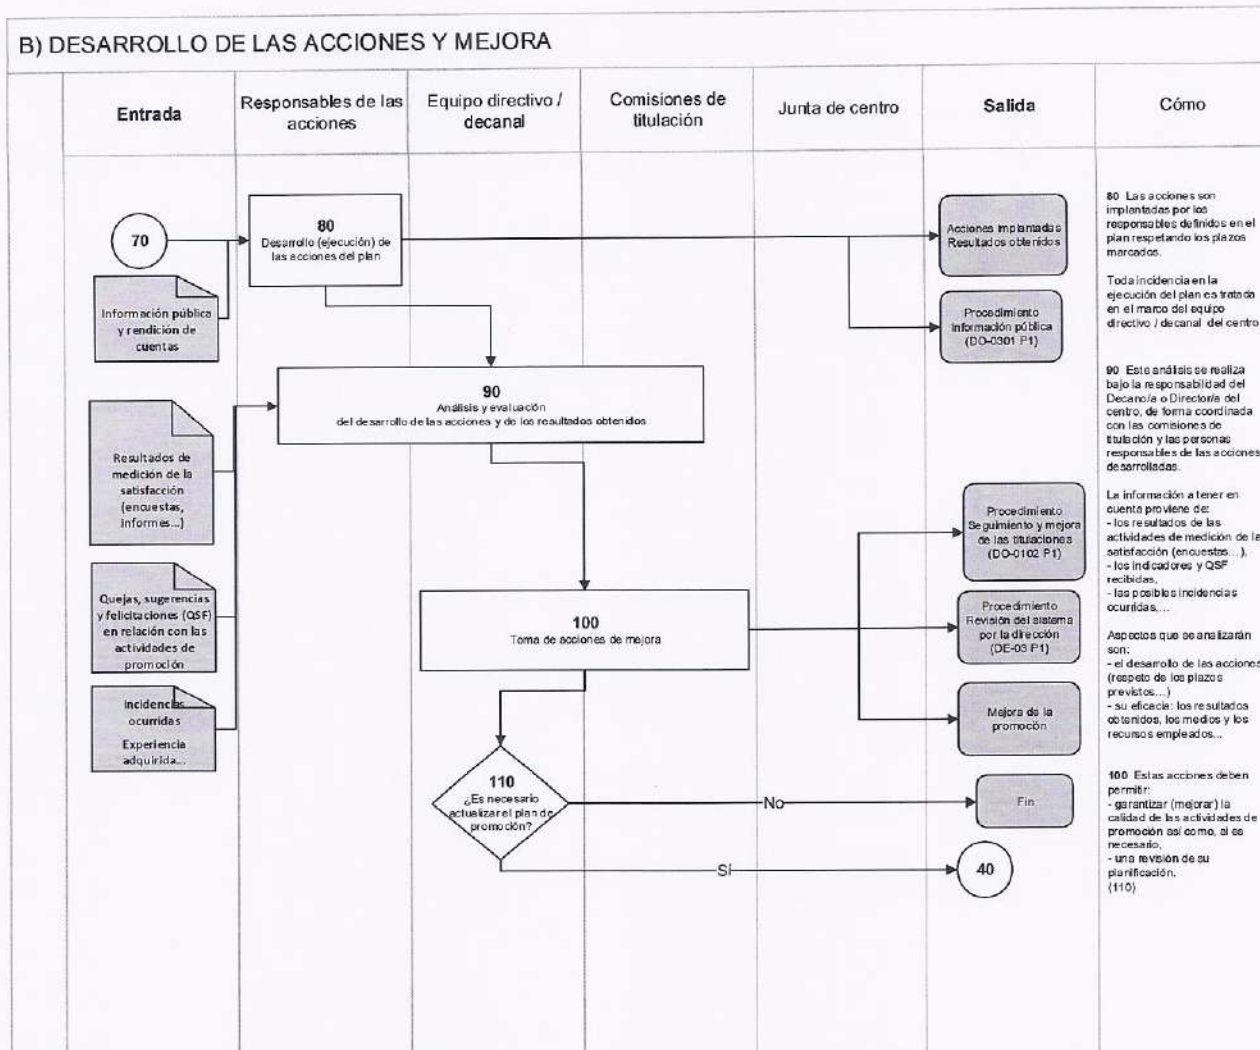 B) DESARROLLO DE LAS ACCIONES Y MEJORA
Entrada
Responsables de las
acciones
Equipo directivo /
decanal
Comisiones de
titulación
Junta de centro
Salida
Cómo
70
Información pública
y rendición de
cuentas
80
Desarrollo (ejecución) de
las acciones del plan
Acciones implantadas
Resultados obtenidos
Procedimiento
Información pública
(DO-0301 P1)
90
Análisis y evaluación
del desarrollo de las acciones y de los resultados obtenidos
Resultados de
medición de la
satisfacción
(encuestas,
informes...)
Quejas, sugerencias
y felicitaciones (QSF)
en relación con las
actividades de
promoción
Incidencias
ocurridas
Experiencia
adquirida...
100
Toma de acciones de mejora
Procedimiento
Seguimiento y mejora
de las titulaciones
(DO-0102 P1)
Procedimiento
Revisión del sistema
por la dirección
(DE-03 P1)
Mejora de la
promoción
110
¿Es necesario
actualizar el plan de
promoción?
No
Fin
Sí
40
80 Las acciones son
implantadas por los
responsables definidos en el
plan respetando los plazos
marcados.
Toda incidencia en la
ejecución del plan es tratada
en el marco del equipo
directivo / decanal del centro
90 Este análisis se realiza
bajo la responsabilidad del
Decano/a o Director/a del
centro, de forma coordinada
con las comisiones de
titulación y las personas
responsables de las acciones
desarrolladas.
La información a tener en
cuenta proviene de:
- los resultados de las
actividades de medición de la
satisfacción (encuestas...),
- los indicadores y QSF
recibidas,
- las posibles incidencias
ocurridas,...
Aspectos que se analizarán
son:
- el desarrollo de las acciones
(respeto de los plazos
previstos...)
- su eficacia: los resultados
obtenidos, los medios y los
recursos empleados...
100 Estas acciones deben
permitir:
- garantizar (mejorar) la
calidad de las actividades de
promoción así como, si es
necesario,
- una revisión de su
planificación.
(110)